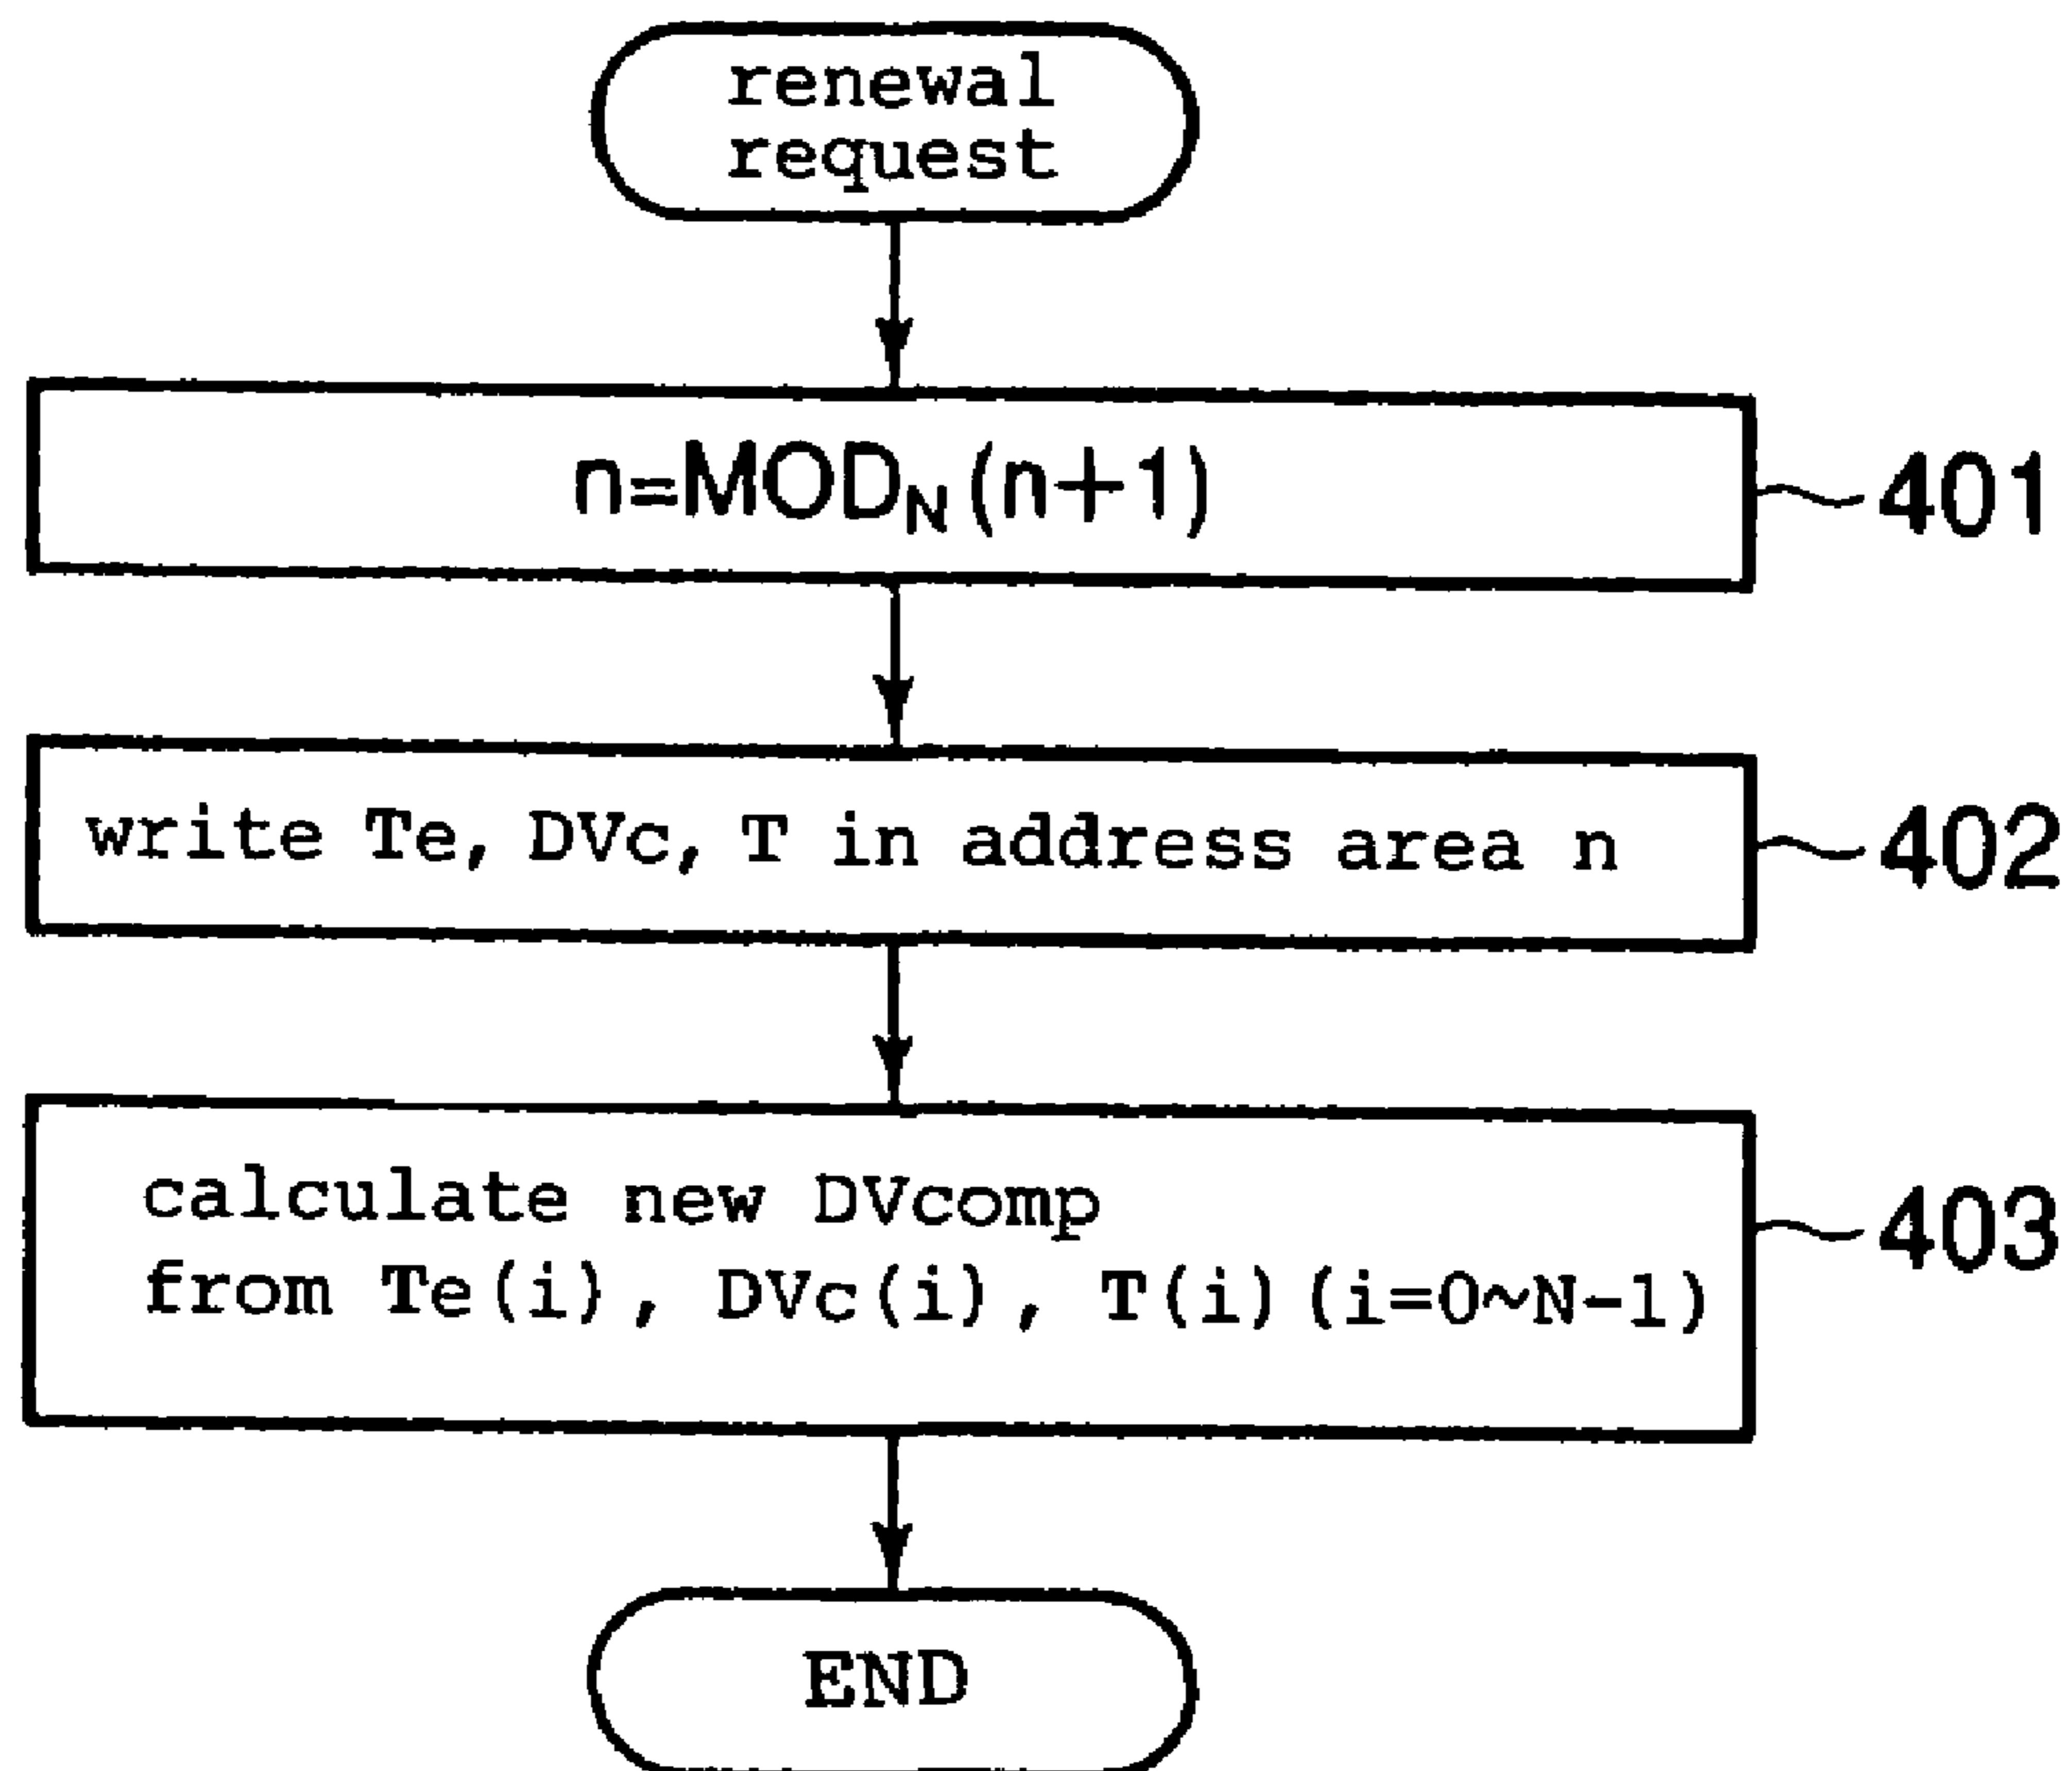 renewal
request
n=MOD_N(n+1)
401
write Te, DVc, T in address area n
402
calculate new DVcomp
from Te(i), DVc(i), T(i)(i=0~N-1)
403
END